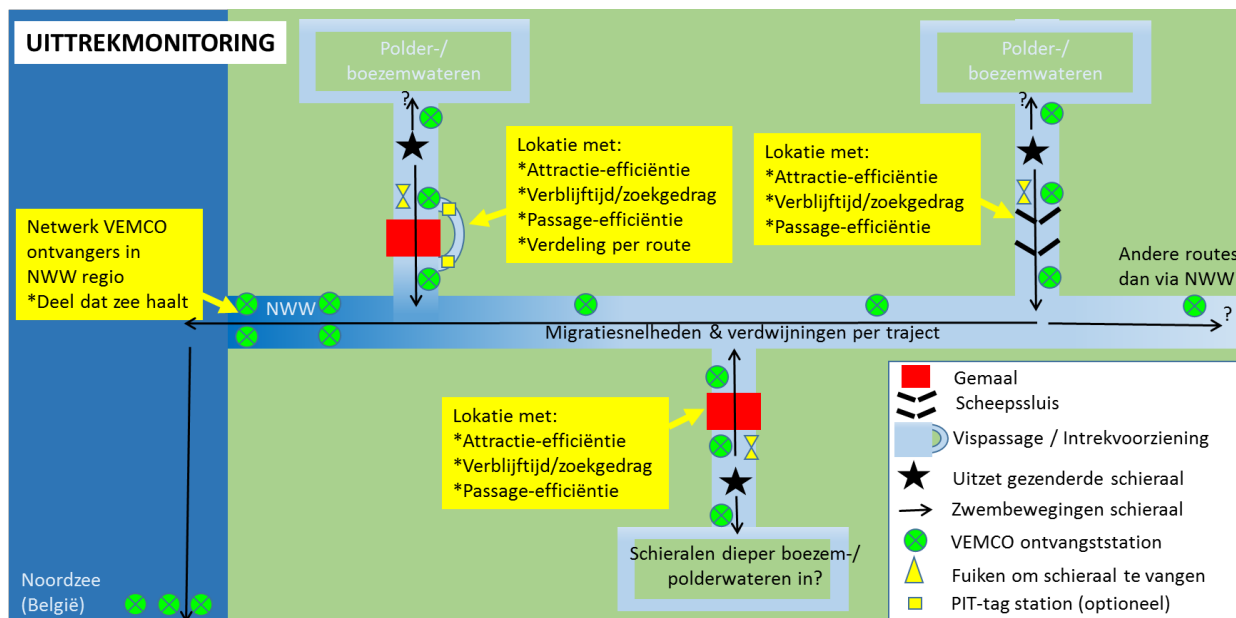 UITTREKMONITORING
Polder-/
boezemwateren
?
Polder-/
boezemwateren
?
Lokatie met:
*Attractie-efficiëntie
*Verblijftijd/zoekgedrag
*Passage-efficiëntie
*Verdeling per route
Lokatie met:
*Attractie-efficiëntie
*Verblijftijd/zoekgedrag
*Passage-efficiëntie
Netwerk VEMCO
ontvangers in
NWW regio
*Deel dat zee haalt
Andere routes
dan via NWW
NWW
?
Migratiesnelheden & verdwijningen per traject
Lokatie met:
*Attractie-efficiëntie
*Verblijftijd/zoekgedrag
*Passage-efficiëntie
Schieralen dieper boezem-/
polderwateren in?
Noordzee
(België)
Gemaal
Scheepssluis
Vispassage / Intrekvoorziening
Uitzet gezenderde schieraal
Zwembewegingen schieraal
VEMCO ontvangststation
Fuiken om schieraal te vangen
PIT-tag station (optioneel)